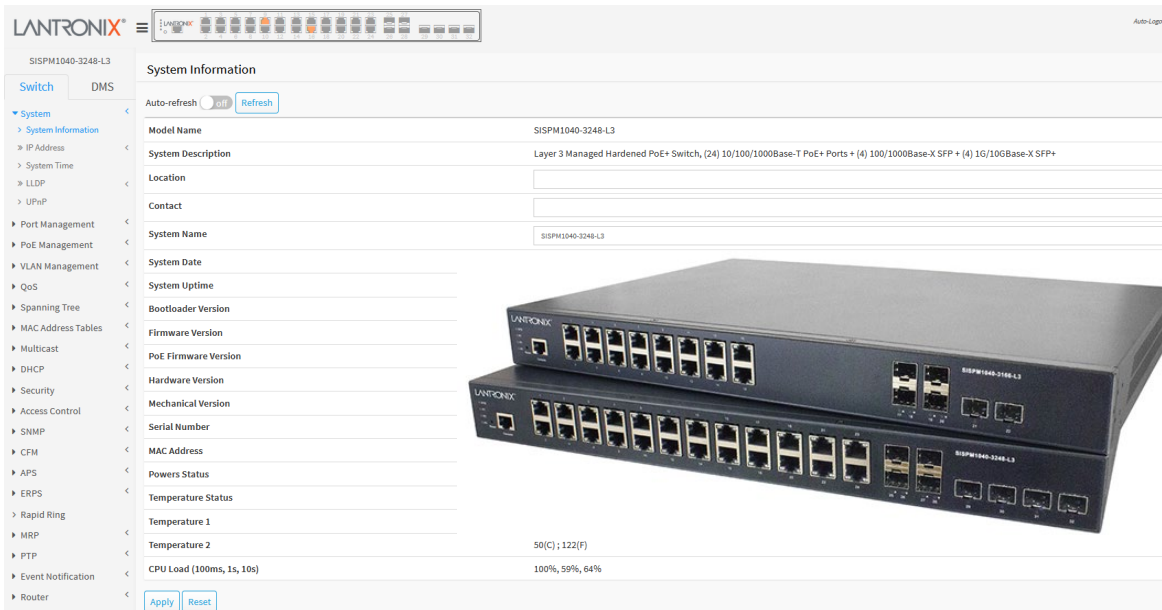 LANTRONIX®
LANTRONIX
Auto-Logo
SISPM1040-3248-L3
Switch
DMS
System
System Information
IP Address
System Time
LLDP
UPnP
Port Management
PoE Management
VLAN Management
QoS
Spanning Tree
MAC Address Tables
Multicast
DHCP
Security
Access Control
SNMP
CFM
APS
ERPS
Rapid Ring
MRP
PTP
Event Notification
Router
System Information
Auto-refresh off Refresh
Model Name SISPM1040-3248-L3
System Description Layer 3 Managed Hardened PoE+ Switch, (24) 10/100/1000Base-T PoE+ Ports + (4) 100/1000Base-X SFP + (4) 1G/10GBase-X SFP+
Location
Contact
System Name SISPM1040-3248-L3
System Date
System Uptime
Bootloader Version
Firmware Version
PoE Firmware Version
Hardware Version
Mechanical Version
Serial Number
MAC Address
Powers Status
Temperature Status
Temperature 1
Temperature 2 50(C) ; 122(F)
CPU Load (100ms, 1s, 10s) 100%, 59%, 64%
Apply Reset
LANTRONIX
SISPM1040-3166-L3
LANTRONIX
SISPM1040-3248-L3